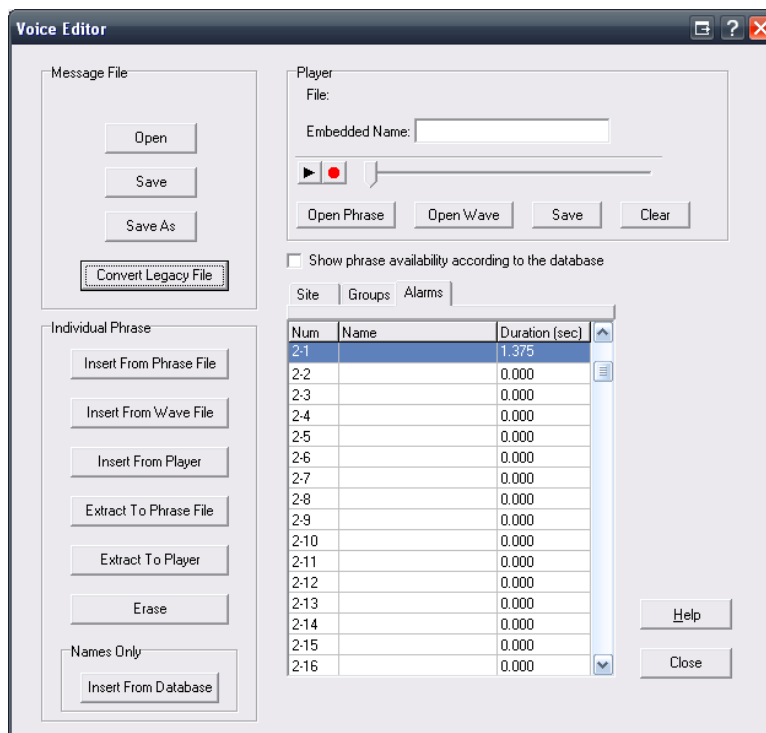 Voice Editor
Message File
Open
Save
Save As
Convert Legacy File
Individual Phrase
Insert From Phrase File
Insert From Wave File
Insert From Player
Extract To Phrase File
Extract To Player
Erase
Names Only
Insert From Database
Player
File:
Embedded Name:
Open Phrase Open Wave Save Clear
Show phrase availability according to the database
Site Groups Alarms
Num Name Duration (sec)
2-1 1.375
2-2 0.000
2-3 0.000
2-4 0.000
2-5 0.000
2-6 0.000
2-7 0.000
2-8 0.000
2-9 0.000
2-10 0.000
2-11 0.000
2-12 0.000
2-13 0.000
2-14 0.000
2-15 0.000
2-16 0.000
Help
Close